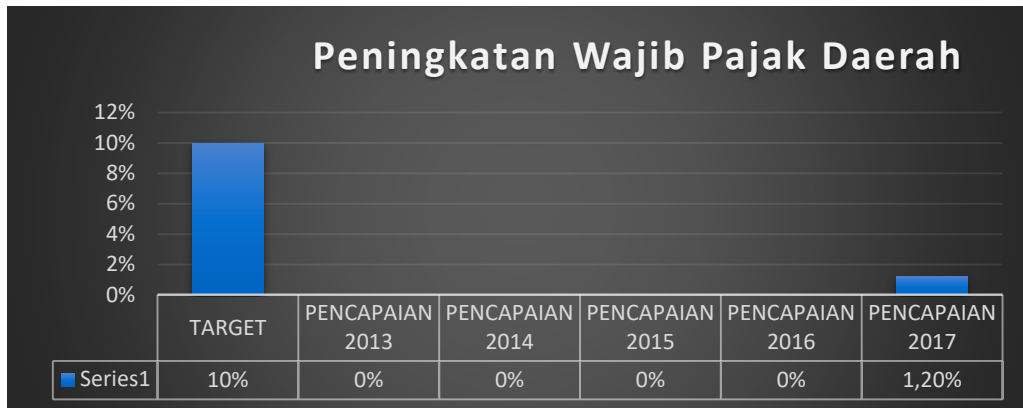 Peningkatan Wajib Pajak Daerah
12%
10%
8%
6%
4%
2%
0%
TARGET
PENCAPAIAN
2013
PENCAPAIAN
2014
PENCAPAIAN
2015
PENCAPAIAN
2016
PENCAPAIAN
2017
Series1 10% 0% 0% 0% 0% 1,20%